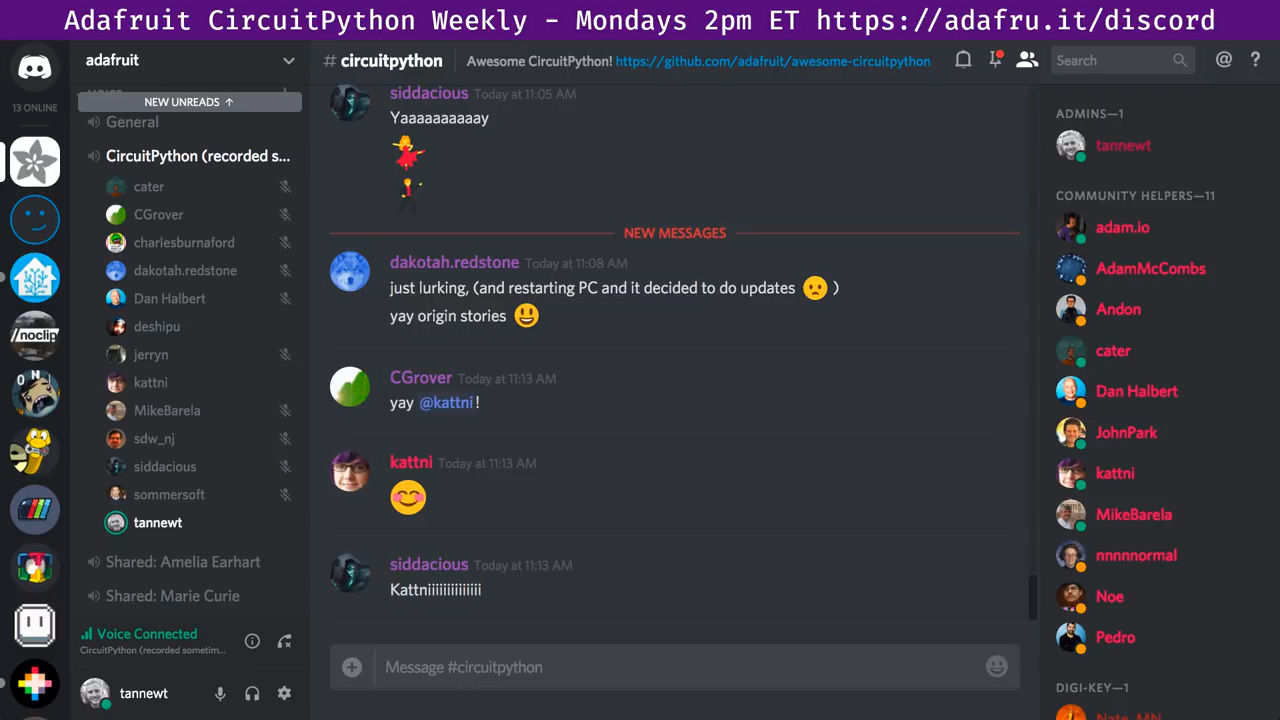 Adafruit CircuitPython Weekly - Mondays 2pm ET https://adafru.it/discord
13 ONLINE
/noclip
adafruit
NEW UNREADS ↑
General
CircuitPython (recorded s...
cater
CGrover
charlesburnaford
dakotah.redstone
Dan Halbert
deshipu
jerryn
kattni
MikeBarela
sdw_nj
siddacious
sommersoft
tannewt
Shared: Amelia Earhart
Shared: Marie Curie
Voice Connected
CircuitPython (recorded sometim...
tannewt
# circuitpython
Awesome CircuitPython! https://github.com/adafruit/awesome-circuitpython
Search
siddacious Today at 11:05 AM
Yaaaaaaaaaay
NEW MESSAGES
dakotah.redstone Today at 11:08 AM
just lurking, (and restarting PC and it decided to do updates 🙁 )
yay origin stories 😃
CGrover Today at 11:13 AM
yay @kattni !
kattni Today at 11:13 AM
😊
siddacious Today at 11:13 AM
Kattniiiiiiiiiiiii
Message #circuitpython
ADMINS—1
tannewt
COMMUNITY HELPERS—11
adam.io
AdamMcCombs
Andon
cater
Dan Halbert
JohnPark
kattni
MikeBarela
nnnnnormal
Noe
Pedro
DIGI-KEY—1
Nate_MN